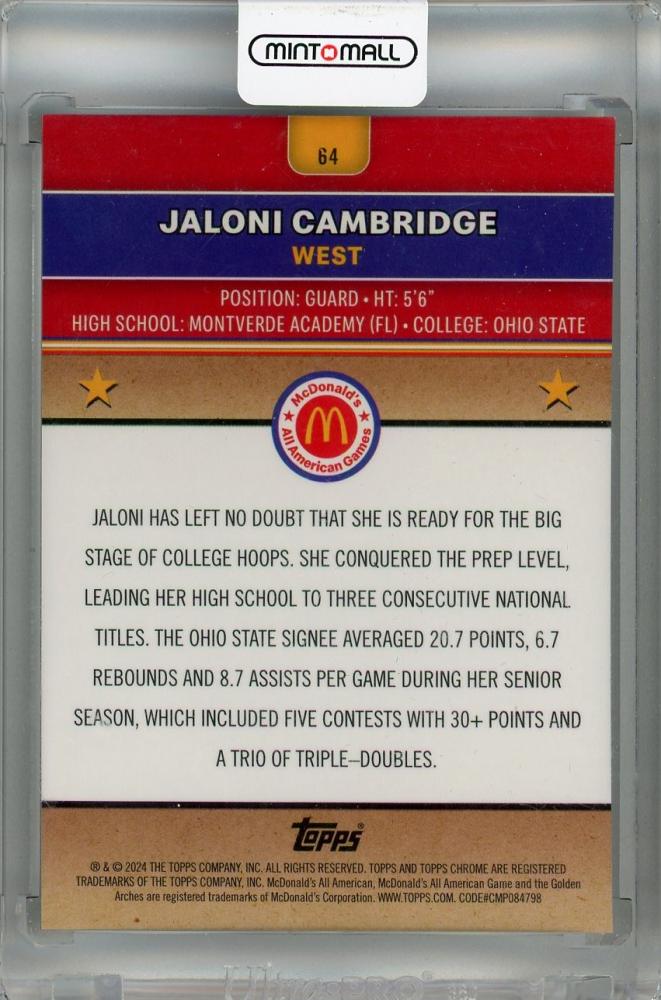 MINTMALL
64
JALONI CAMBRIDGE
WEST
POSITION: GUARD • HT: 5'6"
HIGH SCHOOL: MONTVERDE ACADEMY (FL) • COLLEGE: OHIO STATE
McDonald's
All American Games
JALONI HAS LEFT NO DOUBT THAT SHE IS READY FOR THE BIG
STAGE OF COLLEGE HOOPS. SHE CONQUERED THE PREP LEVEL,
LEADING HER HIGH SCHOOL TO THREE CONSECUTIVE NATIONAL
TITLES. THE OHIO STATE SIGNEE AVERAGED 20.7 POINTS, 6.7
REBOUNDS AND 8.7 ASSISTS PER GAME DURING HER SENIOR
SEASON, WHICH INCLUDED FIVE CONTESTS WITH 30+ POINTS AND
A TRIO OF TRIPLE–DOUBLES.
topps®
® & © 2024 THE TOPPS COMPANY, INC. ALL RIGHTS RESERVED. TOPPS AND TOPPS CHROME ARE REGISTERED
TRADEMARKS OF THE TOPPS COMPANY, INC. McDonald's All American, McDonald's All American Game and the Golden
Arches are registered trademarks of McDonald's Corporation. WWW.TOPPS.COM. CODE#CMP084798
Ultra PRO